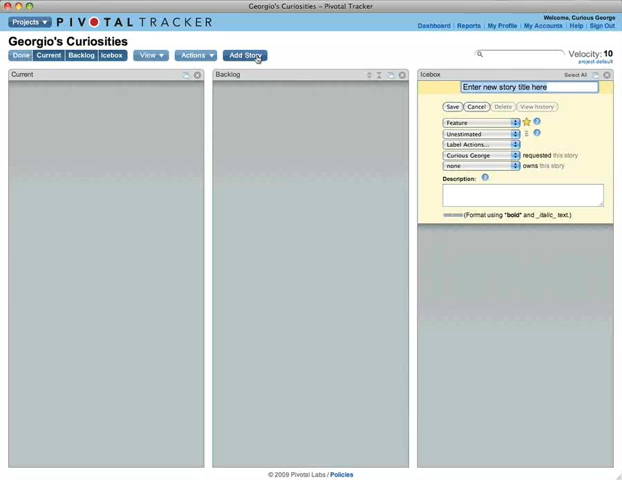 Georgio's Curiosities – Pivotal Tracker
Projects PIVOTAL TRACKER
Welcome, Curious George
Dashboard | Reports | My Profile | My Accounts | Help | Sign Out
Georgio's Curiosities
Done Current Backlog Icebox View Actions Add Story
Velocity: 10
project default
Current
Backlog
Icebox Select All
Enter new story title here
Save Cancel Delete View history
Feature
Unestimated
Label Actions...
Curious George requested this story
none owns this story
Description:
(Format using *bold* and _italic_ text.)
© 2009 Pivotal Labs / Policies